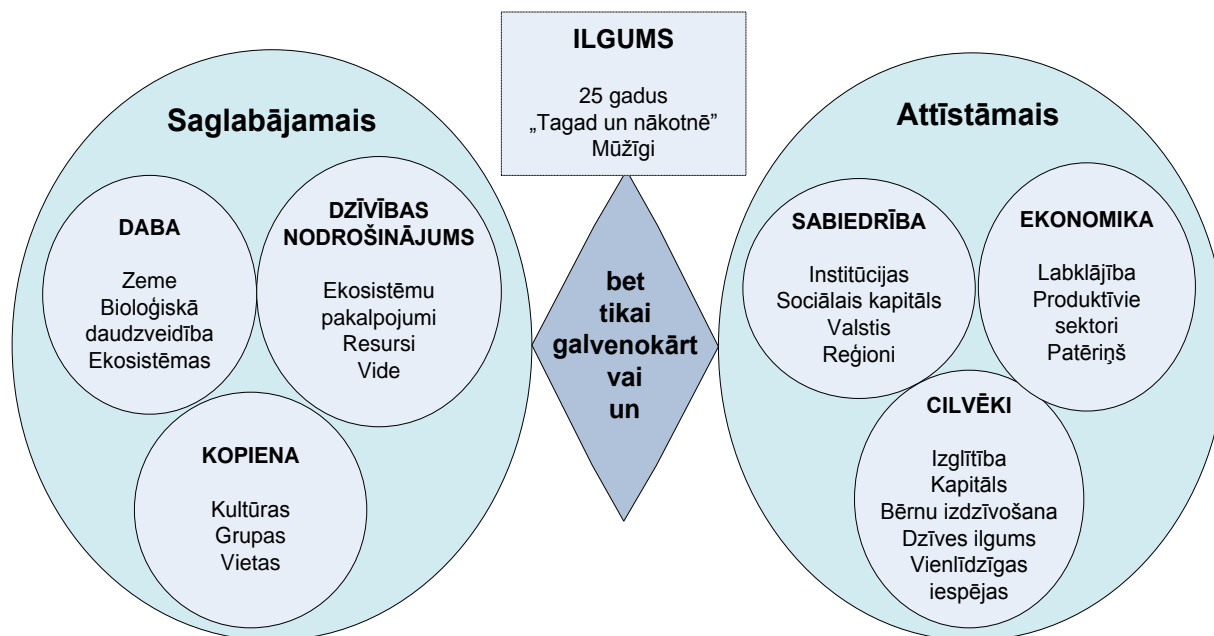 Saglabājamais
DABA
Zeme
Bioloģiskā
daudzveidība
Ekosistēmas
DZĪVĪBAS
NODROŠINĀJUMS
Ekosistēmu
pakalpojumi
Resursi
Vide
KOPIENA
Kultūras
Grupas
Vietas
ILGUMS
25 gadus
„Tagad un nākotnē”
Mūžīgi
bet
tikai
galvenokārt
vai
un
Attīstāmais
SABIEDRĪBA
Institūcijas
Sociālais kapitāls
Valstis
Reģioni
EKONOMIKA
Labklājība
Produktīvie
sektori
Patēriņš
CILVĒKI
Izglītība
Kapitāls
Bērnu izdzīvošana
Dzīves ilgums
Vienlīdzīgas
iespējas